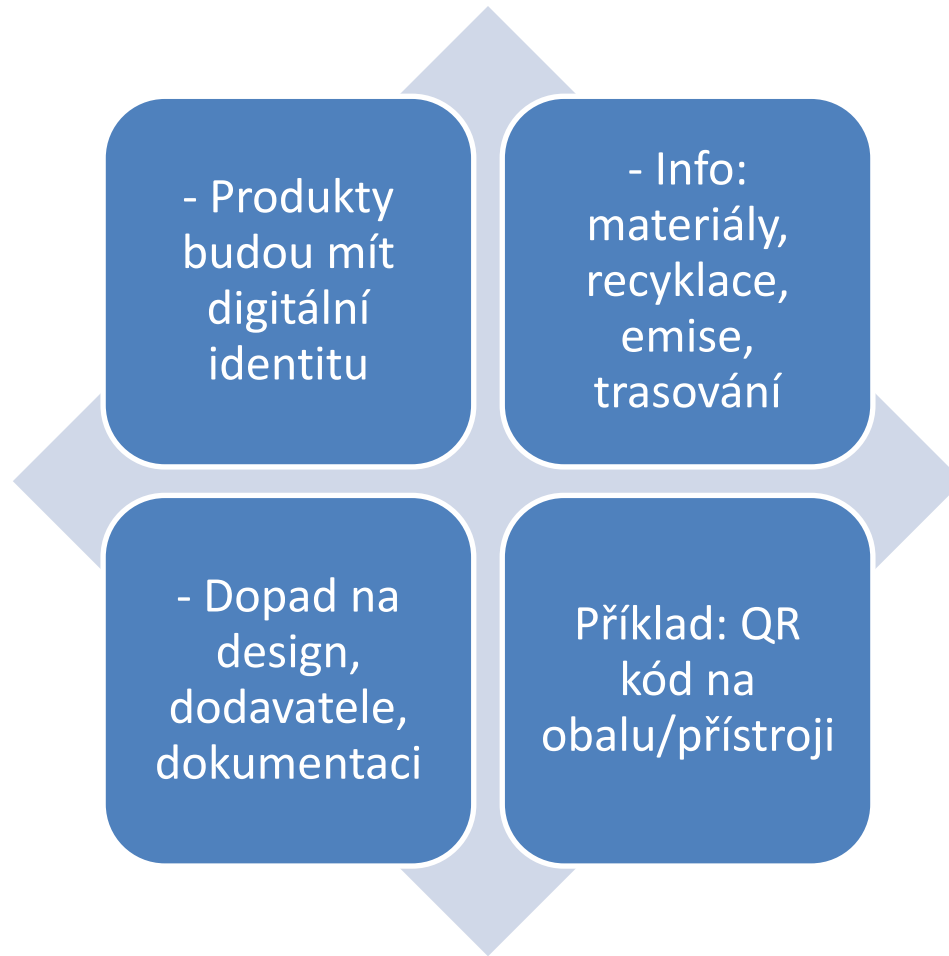 - Produkty
budou mít
digitální
identitu
- Info:
materiály,
recyklace,
emise,
trasování
- Dopad na
design,
dodavatele,
dokumentaci
Příklad: QR
kód na
obalu/přístroji